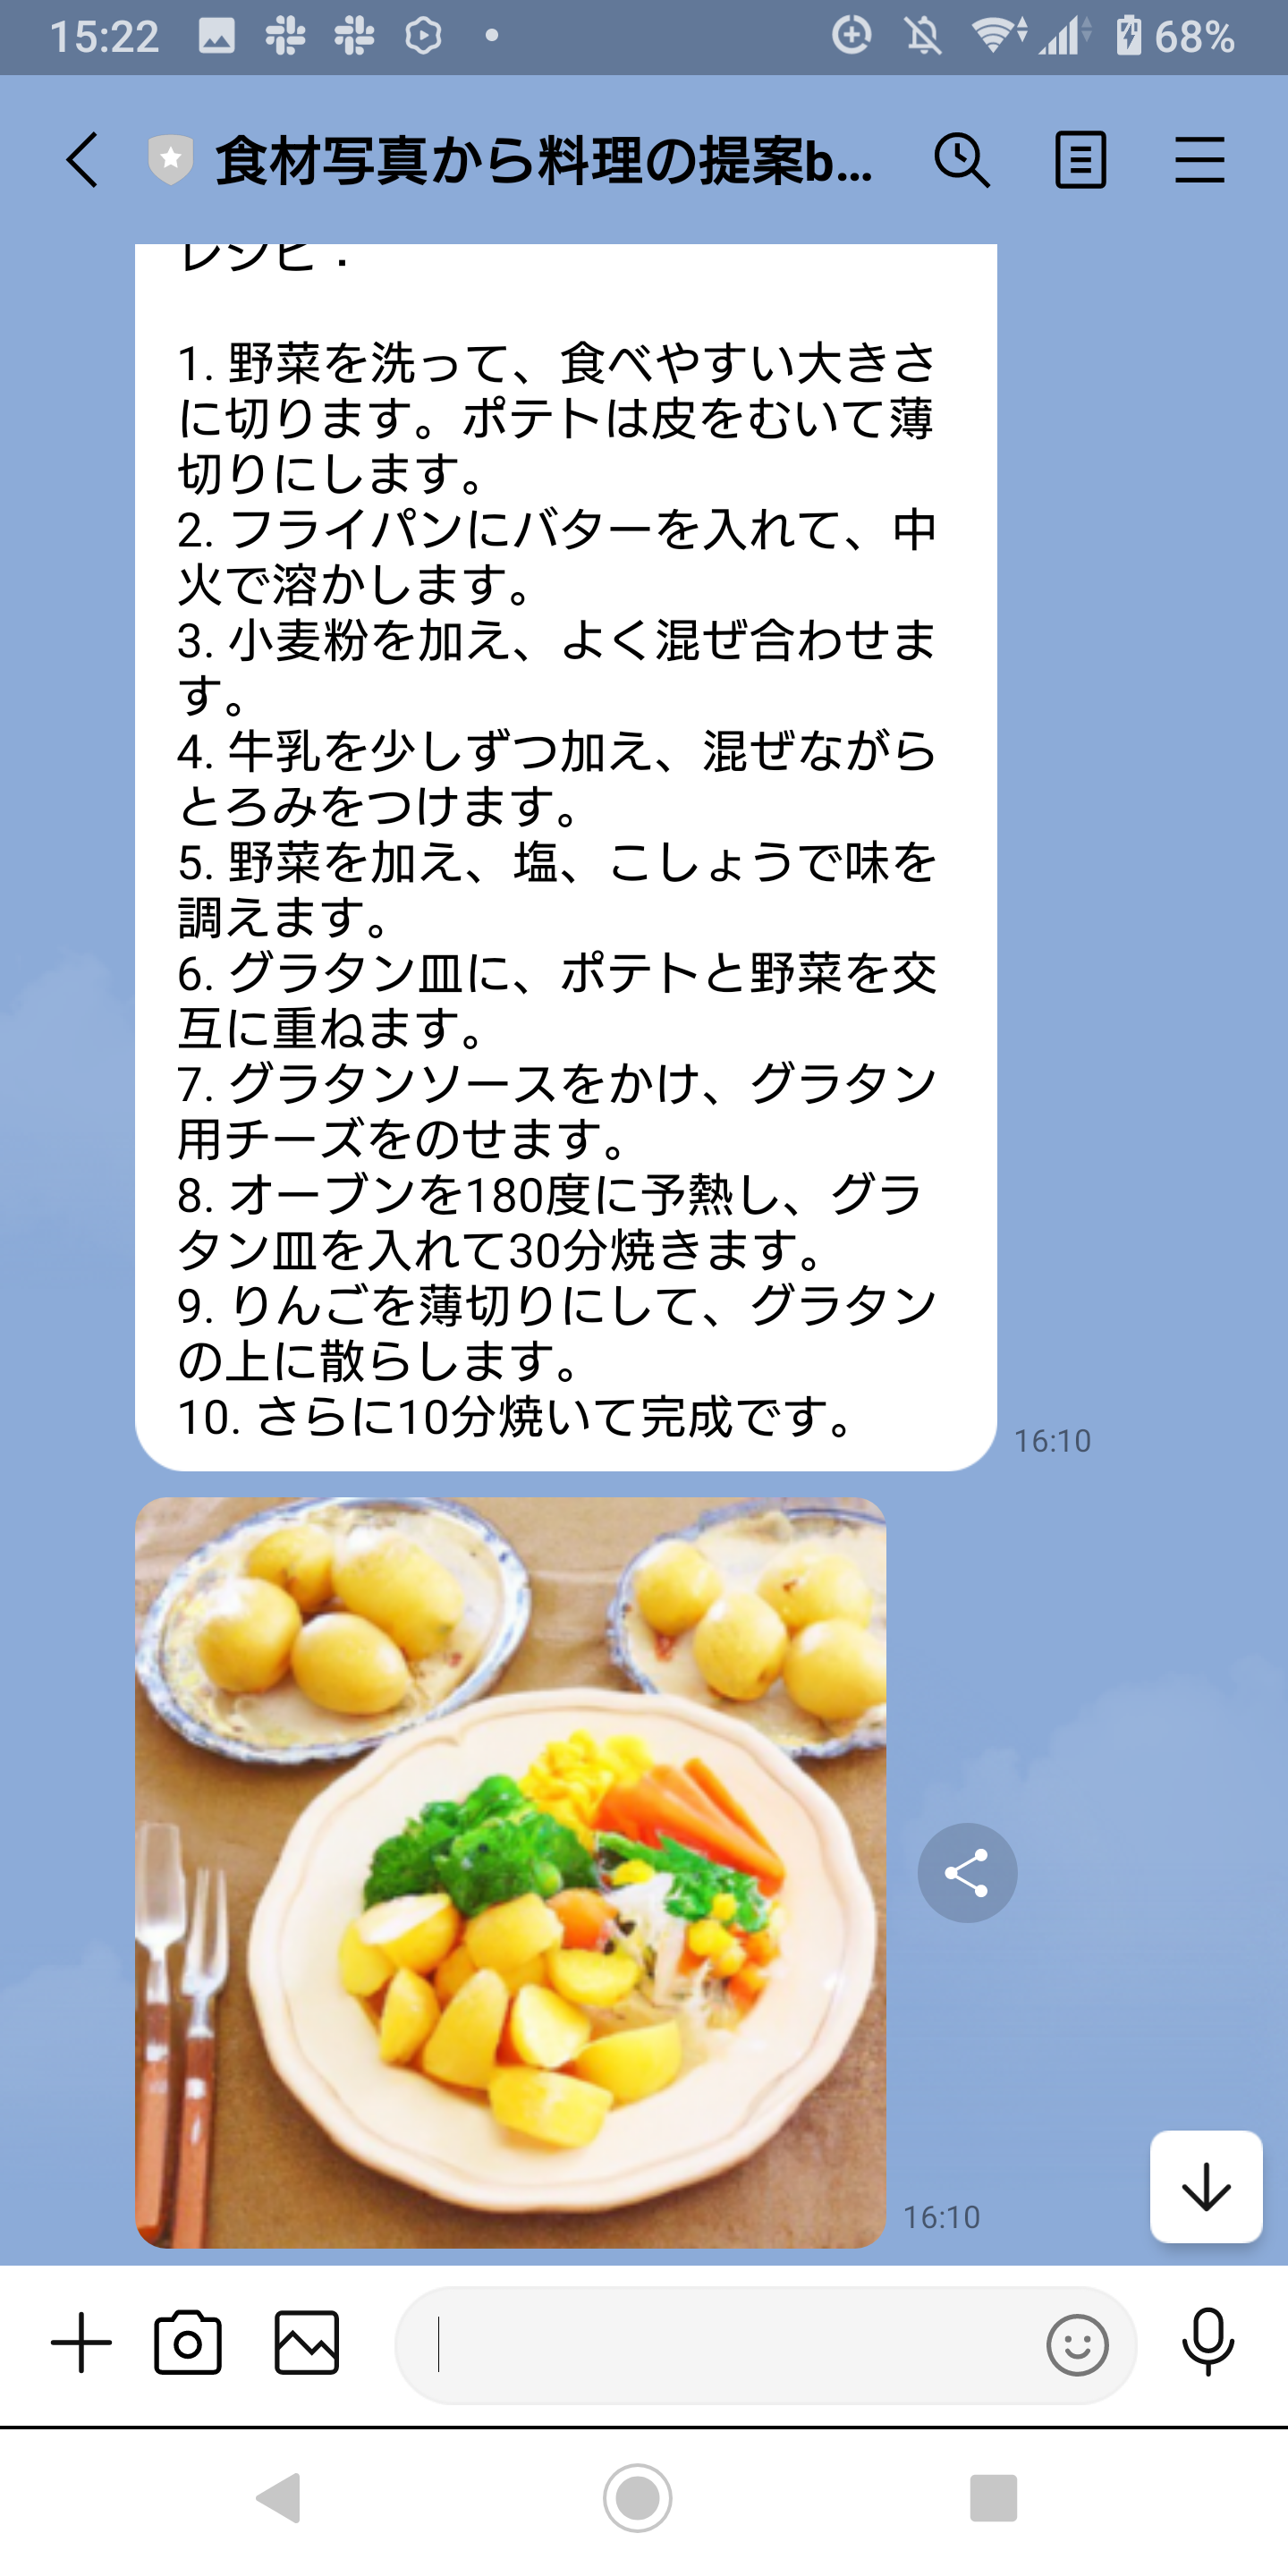 15:22
68%
食材写真から料理の提案b...
レシピ：
1. 野菜を洗って、食べやすい大きさ
に切ります。ポテトは皮をむいて薄
切りにします。
2. フライパンにバターを入れて、中
火で溶かします。
3. 小麦粉を加え、よく混ぜ合わせま
す。
4. 牛乳を少しずつ加え、混ぜながら
とろみをつけます。
5. 野菜を加え、塩、こしょうで味を
調えます。
6. グラタン皿に、ポテトと野菜を交
互に重ねます。
7. グラタンソースをかけ、グラタン
用チーズをのせます。
8. オーブンを180度に予熱し、グラ
タン皿を入れて30分焼きます。
9. りんごを薄切りにして、グラタン
の上に散らします。
10. さらに10分焼いて完成です。
16:10
16:10